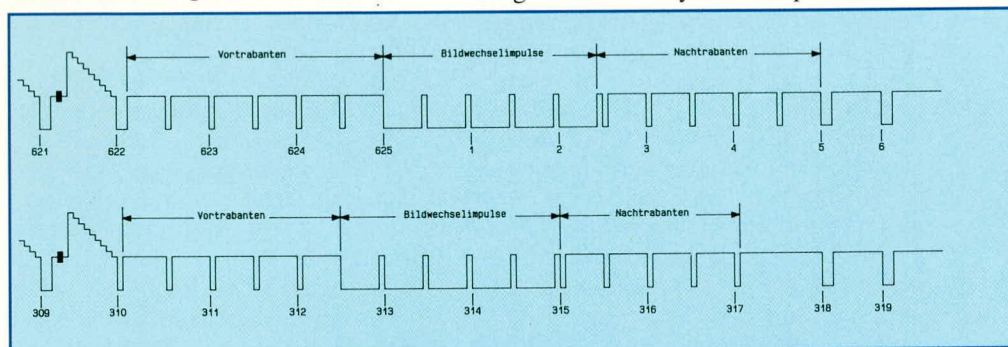 Vortrabanten Bildwechselimpulse Nachtrabanten
621 622 623 624 625 1 2 3 4 5 6
Vortrabanten Bildwechselimpulse Nachtrabanten
309 310 311 312 313 314 315 316 317 318 319